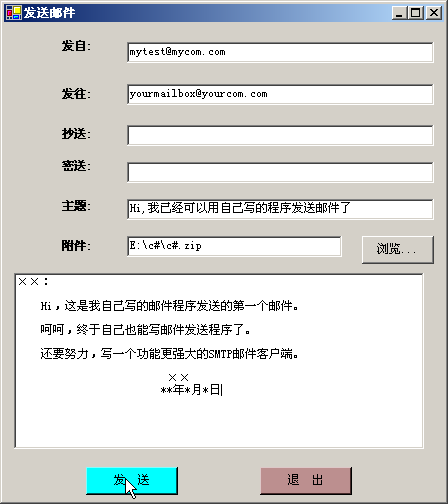 发送邮件
发自: mytest@mycom.com
发往: yourmailbox@yourcom.com
抄送:
密送:
主题: Hi,我已经可以用自己写的程序发送邮件了
附件: E:\c#\c#.zip 浏览...
××：
Hi，这是我自己写的邮件程序发送的第一个邮件。
呵呵，终于自己也能写邮件发送程序了。
还要努力，写一个功能更强大的SMTP邮件客户端。
××
**年*月*日
发 送 退 出